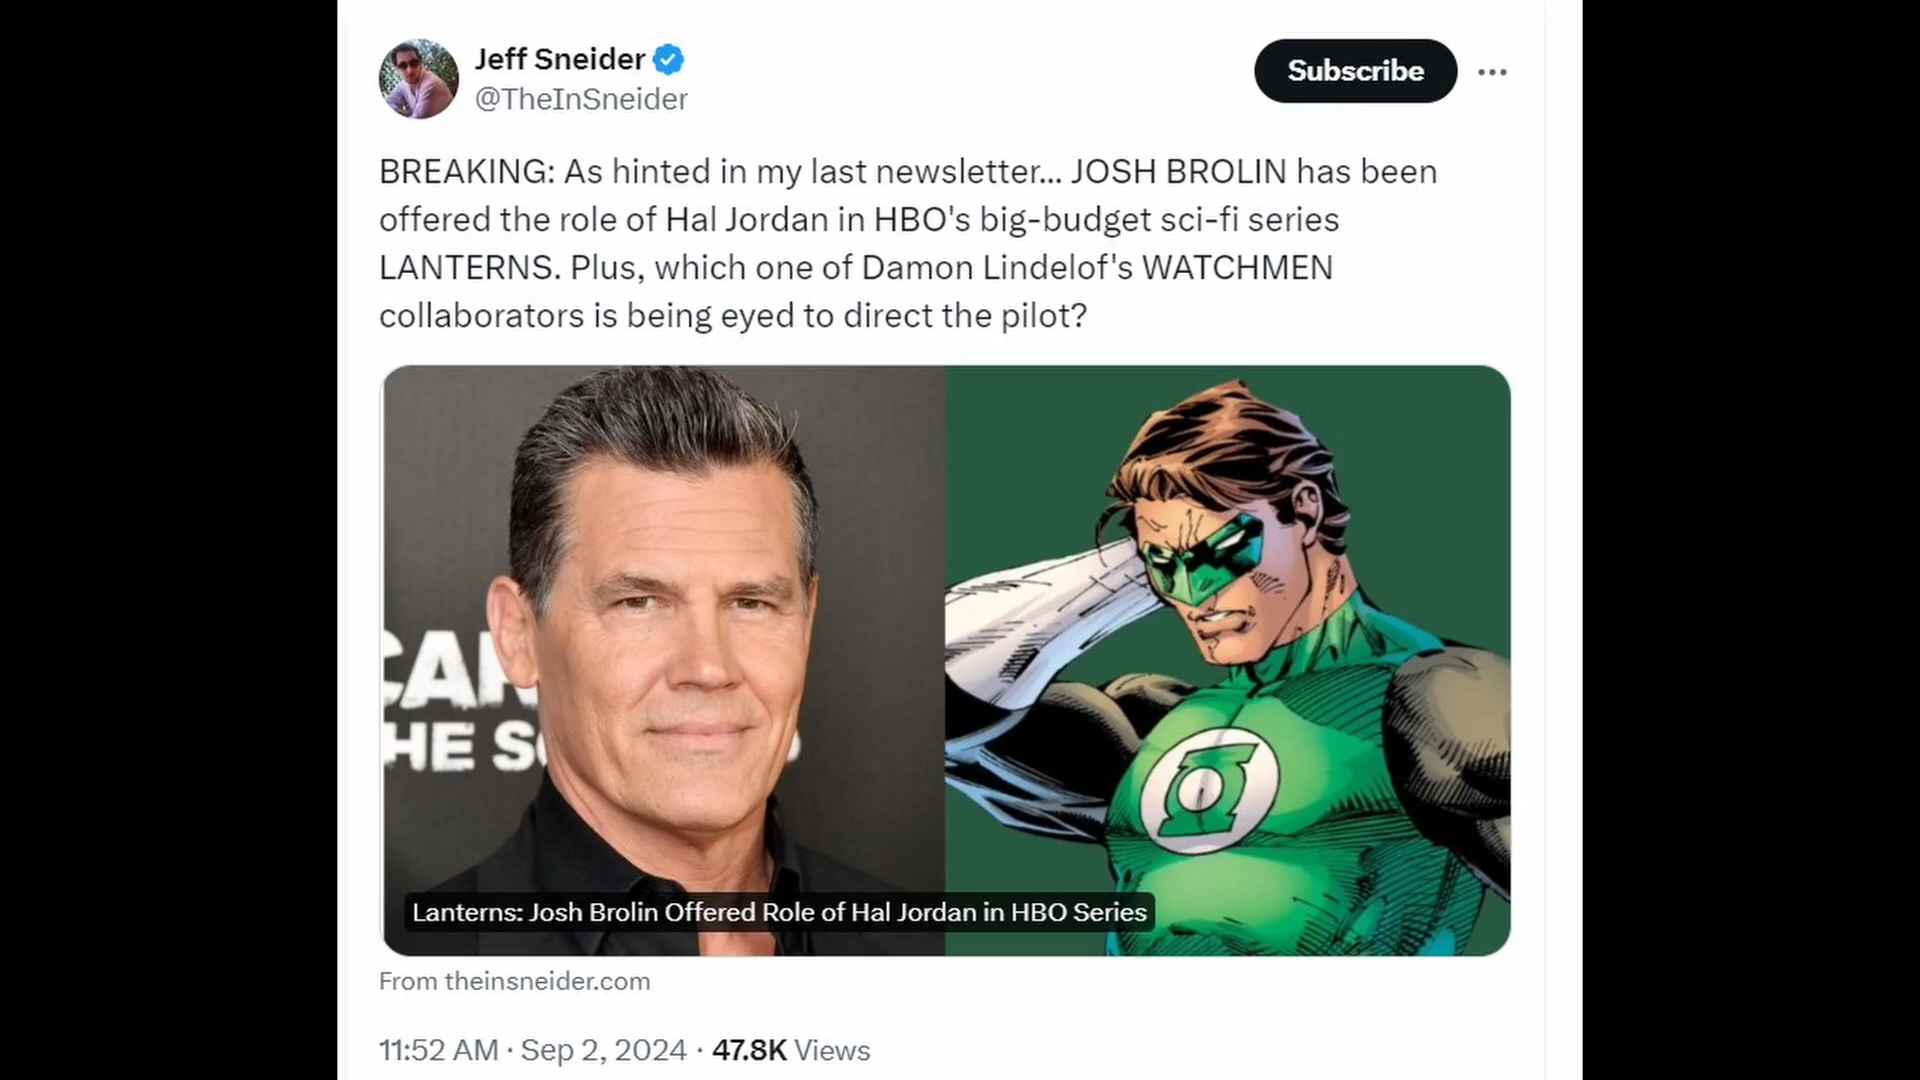 Jeff Sneider
Subscribe
@TheInSneider
BREAKING: As hinted in my last newsletter... JOSH BROLIN has been
offered the role of Hal Jordan in HBO's big-budget sci-fi series
LANTERNS. Plus, which one of Damon Lindelof's WATCHMEN
collaborators is being eyed to direct the pilot?
CAR
HE SO
Lanterns: Josh Brolin Offered Role of Hal Jordan in HBO Series
From theinsneider.com
11:52 AM · Sep 2, 2024 · 47.8K Views